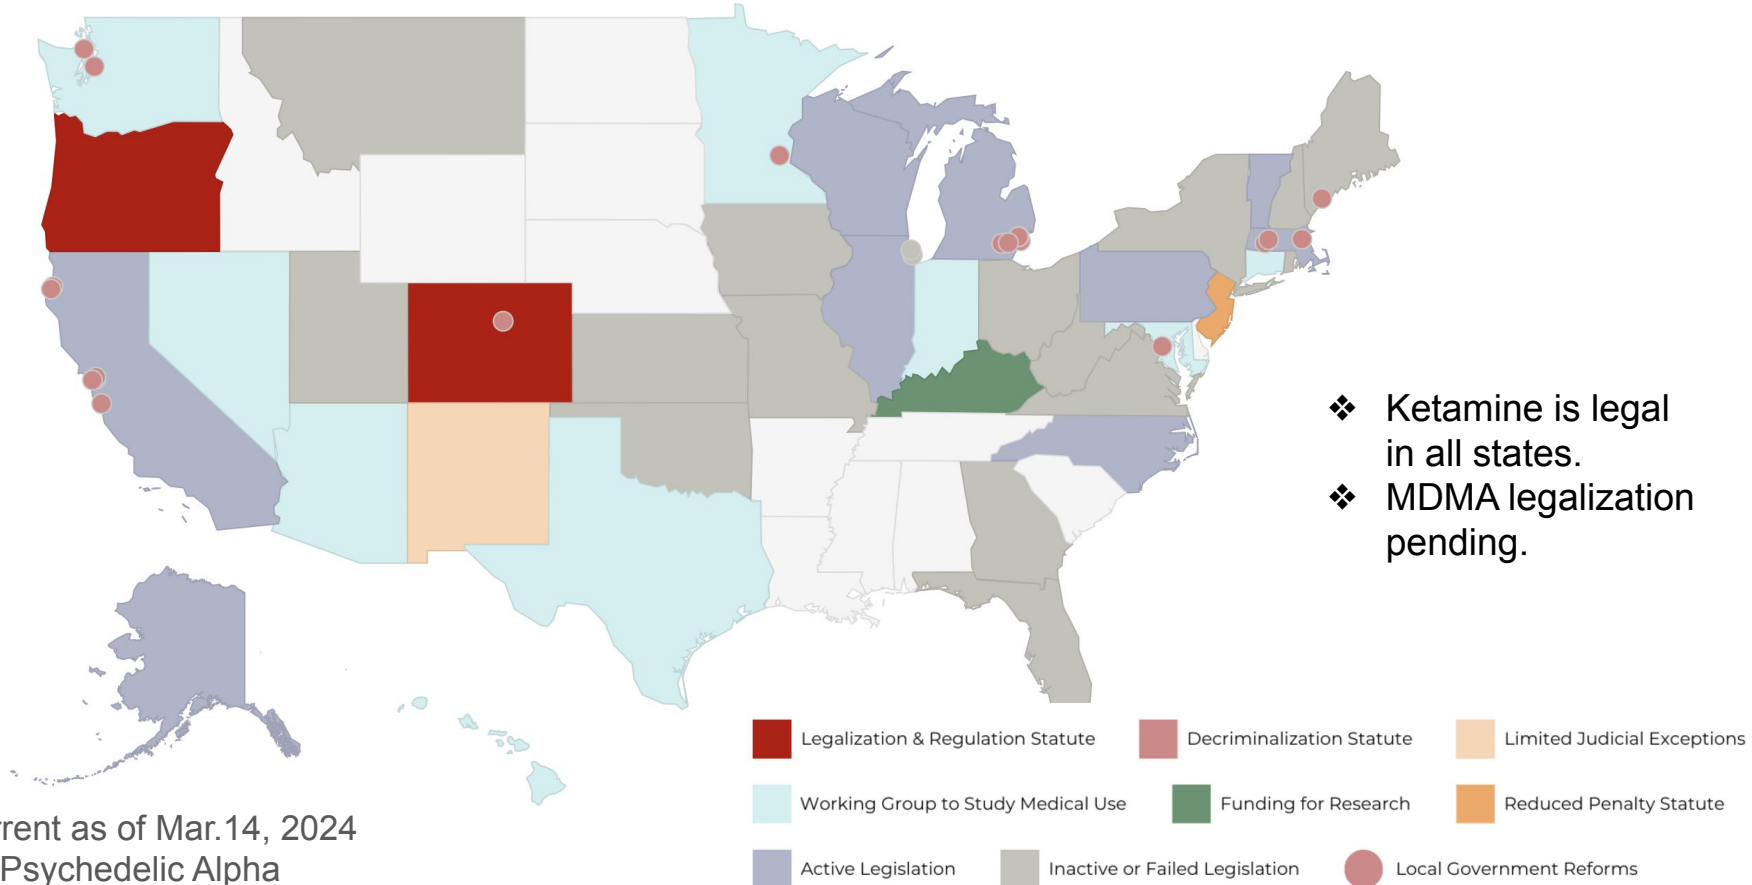 ❖ Ketamine is legal
in all states.
❖ MDMA legalization
pending.
Legalization & Regulation Statute
Decriminalization Statute
Limited Judicial Exceptions
Working Group to Study Medical Use
Funding for Research
Reduced Penalty Statute
Active Legislation
Inactive or Failed Legislation
Local Government Reforms
rrent as of Mar.14, 2024
Psychedelic Alpha